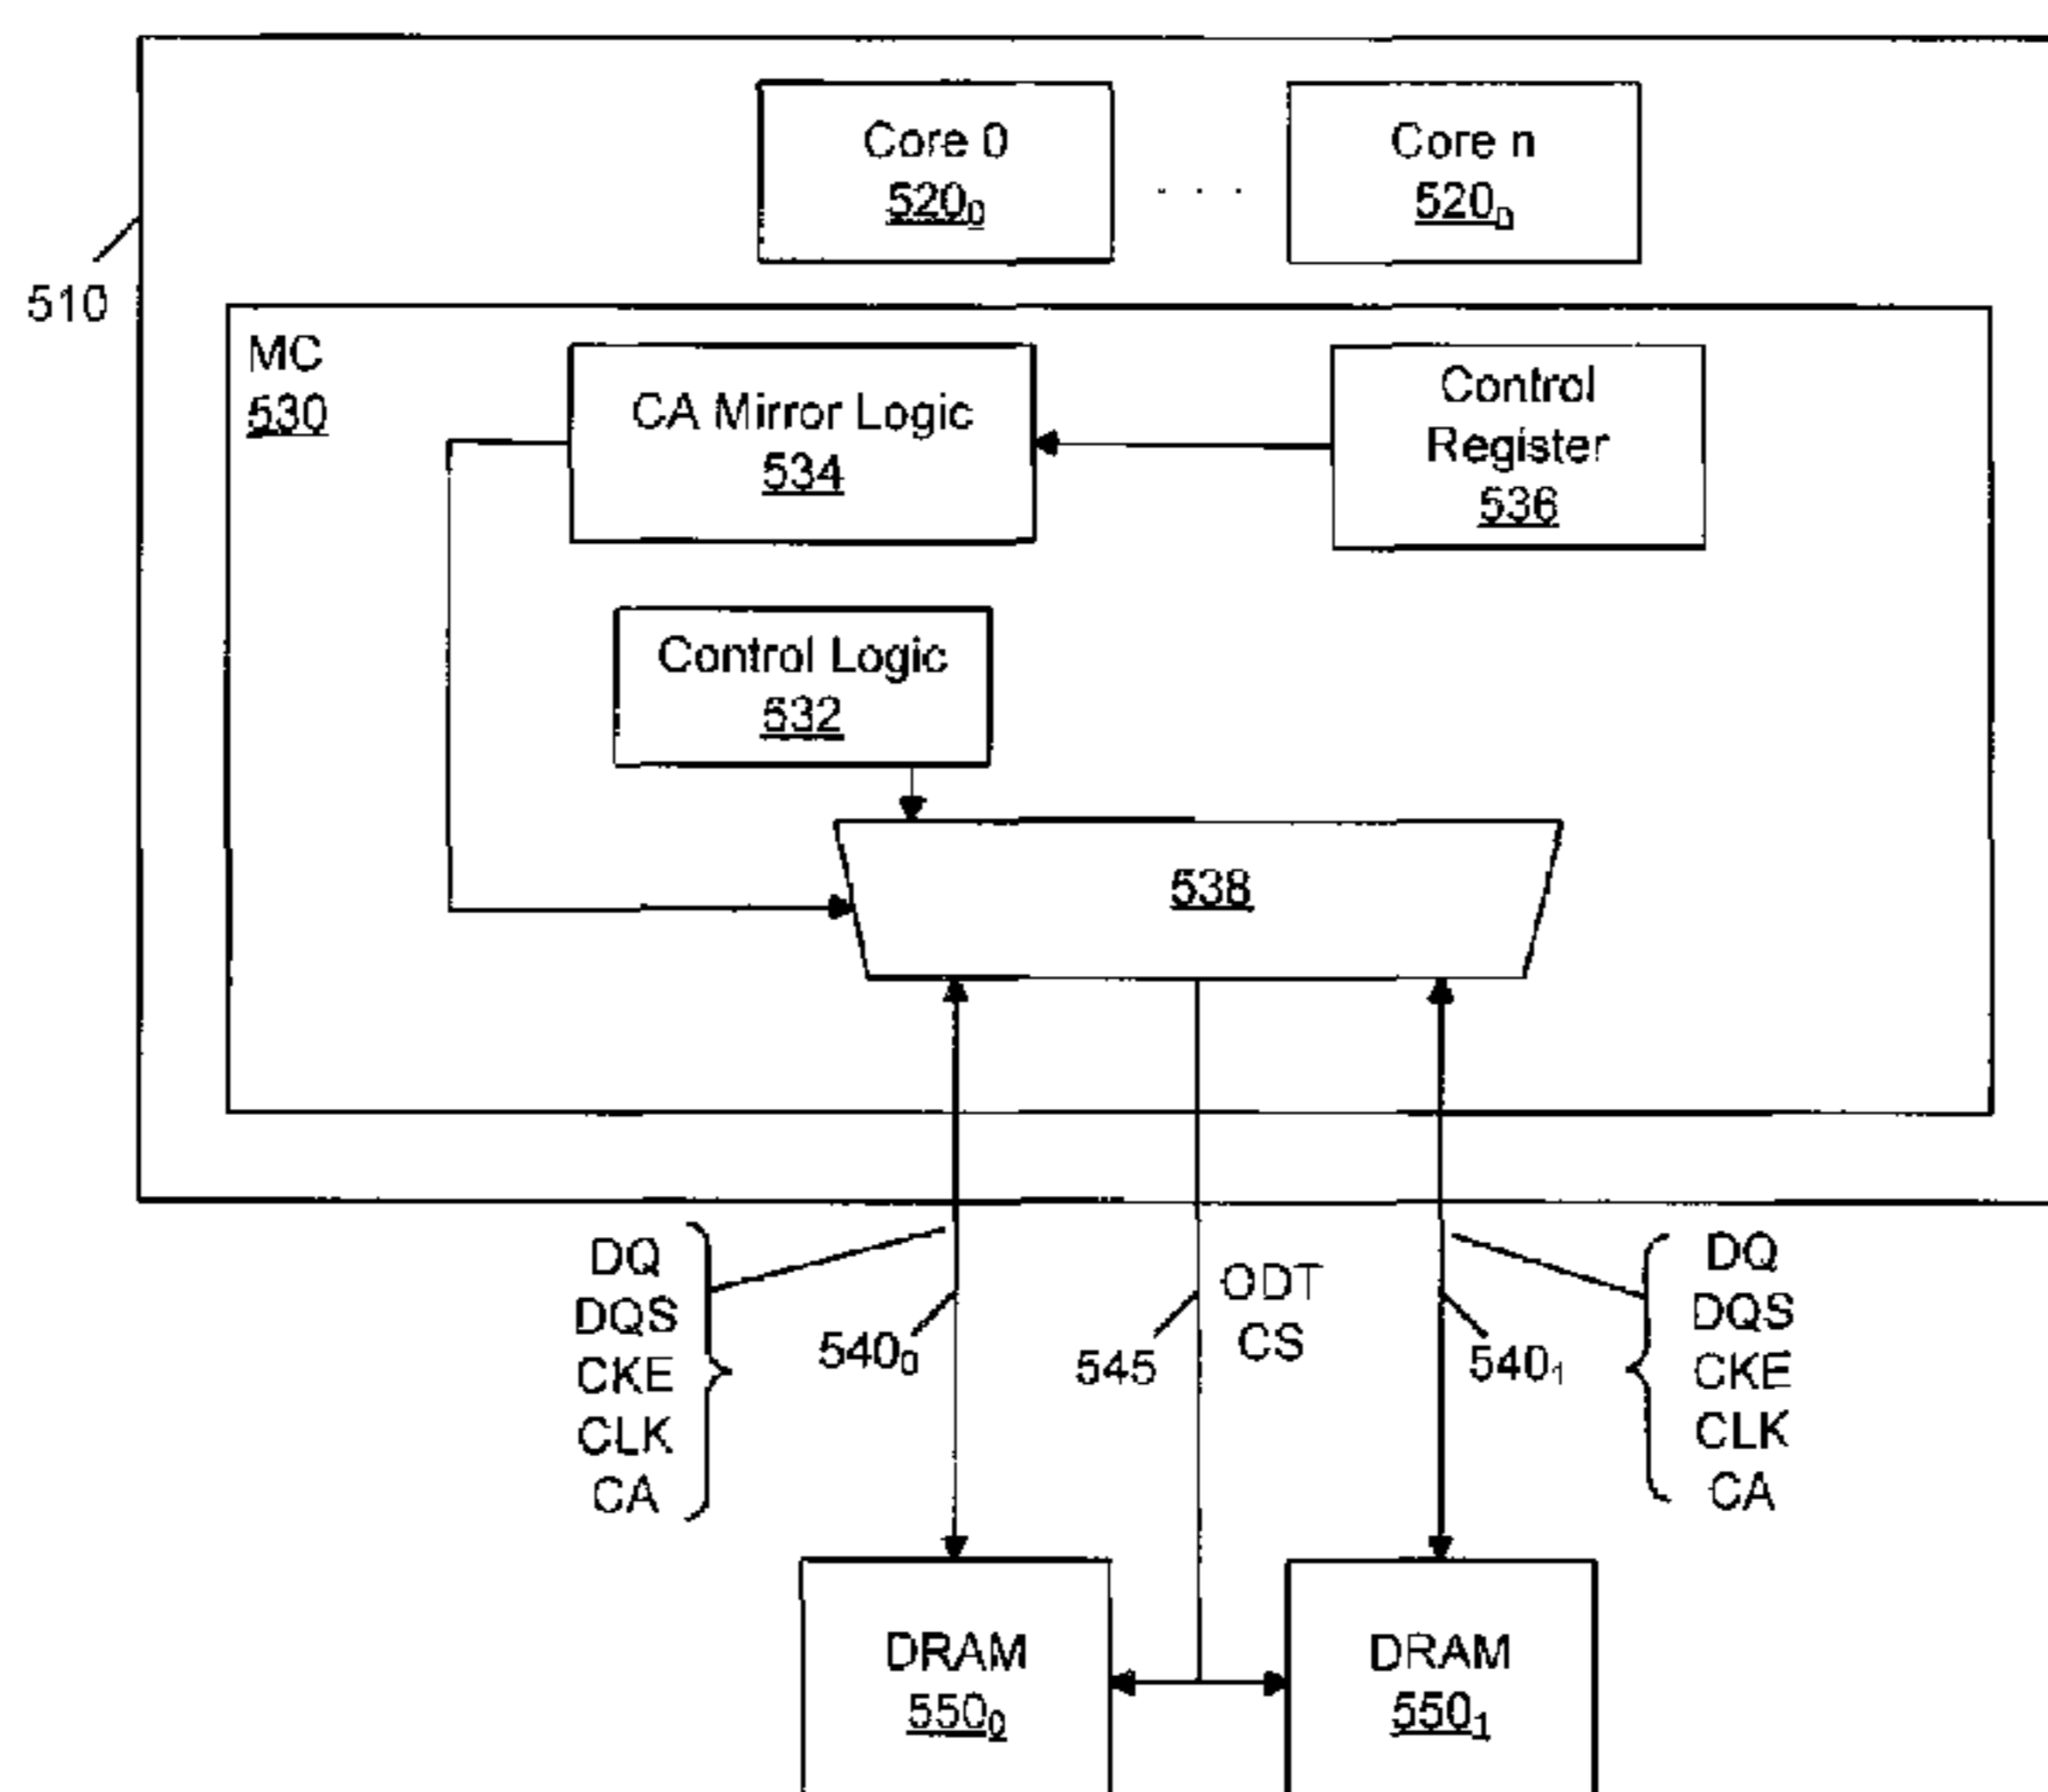 Core 0
520₀
Core n
520ₙ
. . .
510
MC
530
CA Mirror Logic
534
Control
Register
536
Control Logic
532
538
DQ
DQS
CKE
CLK
CA
540₀
545
ODT
CS
540₁
DQ
DQS
CKE
CLK
CA
DRAM
550₀
DRAM
550₁